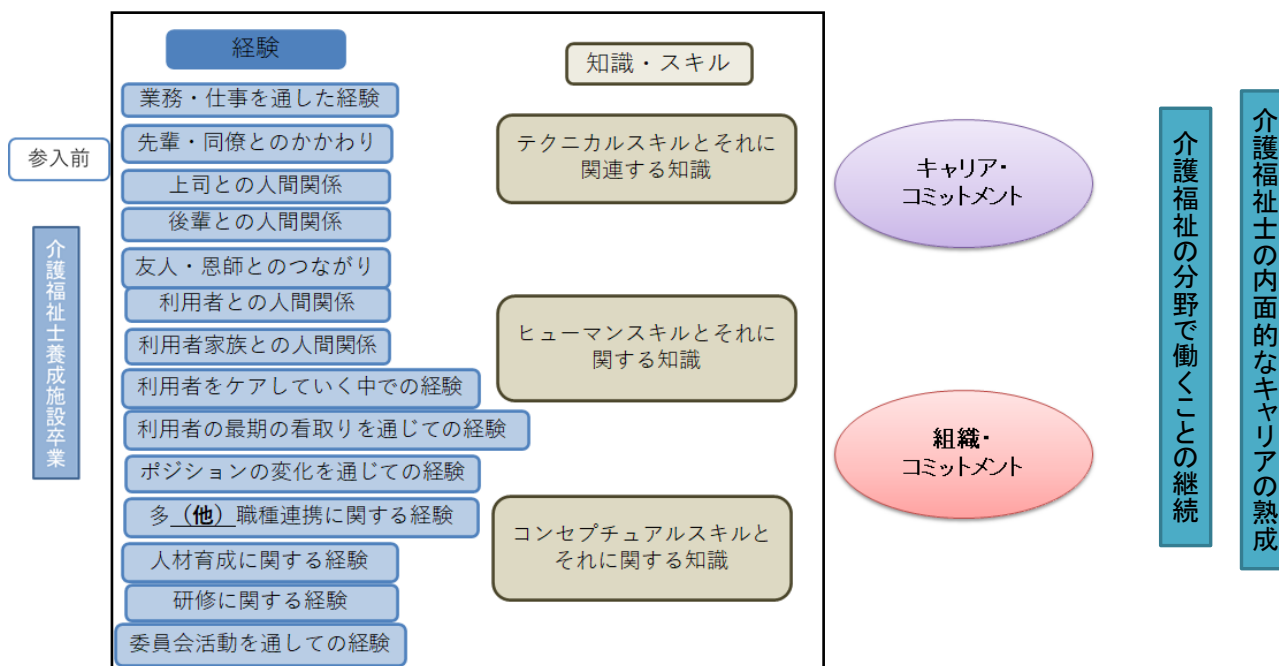 参入前
介護福祉士養成施設卒業
経験
業務・仕事を通した経験
先輩・同僚とのかかわり
上司との人間関係
後輩との人間関係
友人・恩師とのつながり
利用者との人間関係
利用者家族との人間関係
利用者をケアしていく中での経験
利用者の最期の看取りを通じての経験
ポジションの変化を通じての経験
多（他）職種連携に関する経験
人材育成に関する経験
研修に関する経験
委員会活動を通しての経験
知識・スキル
テクニカルスキルとそれに
関連する知識
ヒューマンスキルとそれに
関する知識
コンセプチュアルスキルと
それに関する知識
キャリア・
コミットメント
組織・
コミットメント
介護福祉の分野で働くことの継続
介護福祉士の内面的なキャリアの熟成